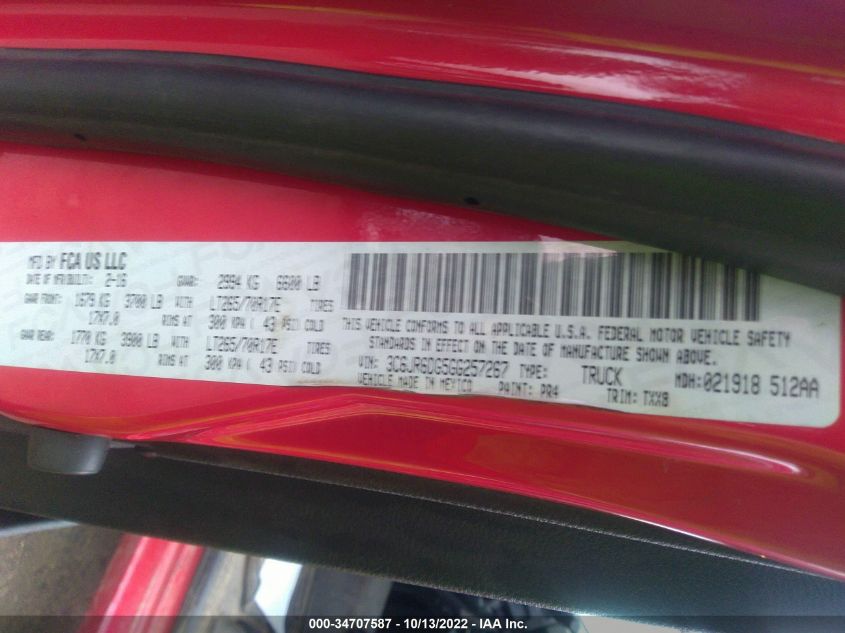 MFD BY FCA US LLC
DATE OF MFR/BUILT: 2-16 GVWR: 2994 KG 6600 LB
GAWR FRONT: 1679 KG 3700 LB WITH LT265/70R17E TIRES
17X7.0 RIMS AT 300 KPA ( 43 PSI) COLD
GAWR REAR: 1770 KG 3900 LB WITH LT265/70R17E TIRES
17X7.0 RIMS AT 300 KPA ( 43 PSI) COLD
THIS VEHICLE CONFORMS TO ALL APPLICABLE U.S.A. FEDERAL MOTOR VEHICLE SAFETY
STANDARDS IN EFFECT ON THE DATE OF MANUFACTURE SHOWN ABOVE.
VIN: 3C6JR6DG5GG257267 TYPE: TRUCK MDH:021918 512AA
VEHICLE MADE IN MEXICO PAINT: PR4 TRIM: TXX8
000-34707587 - 10/13/2022 - IAA Inc.